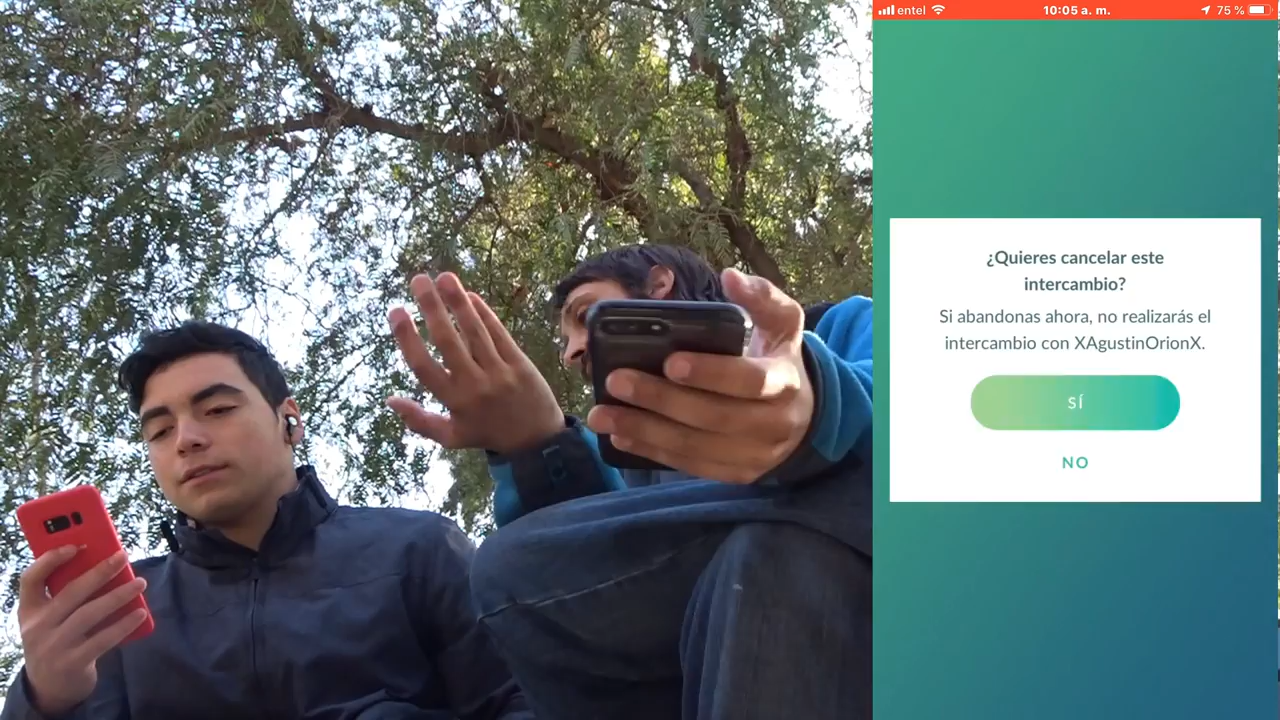 entel
10:05 a. m.
75 %
¿Quieres cancelar este
intercambio?
Si abandonas ahora, no realizarás el
intercambio con XAgustinOrionX.
SÍ
NO